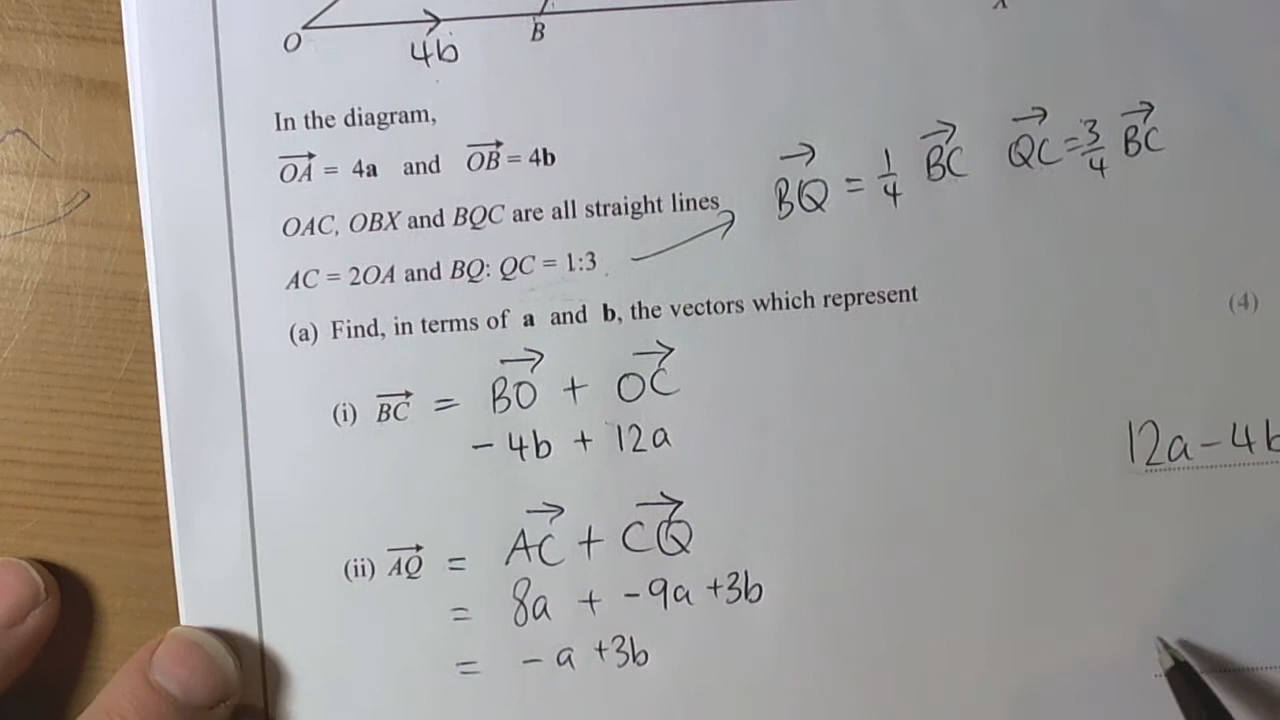 O
4b
B
In the diagram,
OA = 4a and OB = 4b
BQ = 1/4 BC QC = 3/4 BC
OAC, OBX and BQC are all straight lines
AC = 2OA and BQ: QC = 1:3
(a) Find, in terms of a and b, the vectors which represent
(4)
(i) BC = BO + OC
- 4b + 12a
12a - 4b
(ii) AQ = AC + CQ
= 8a + -9a +3b
= -a +3b